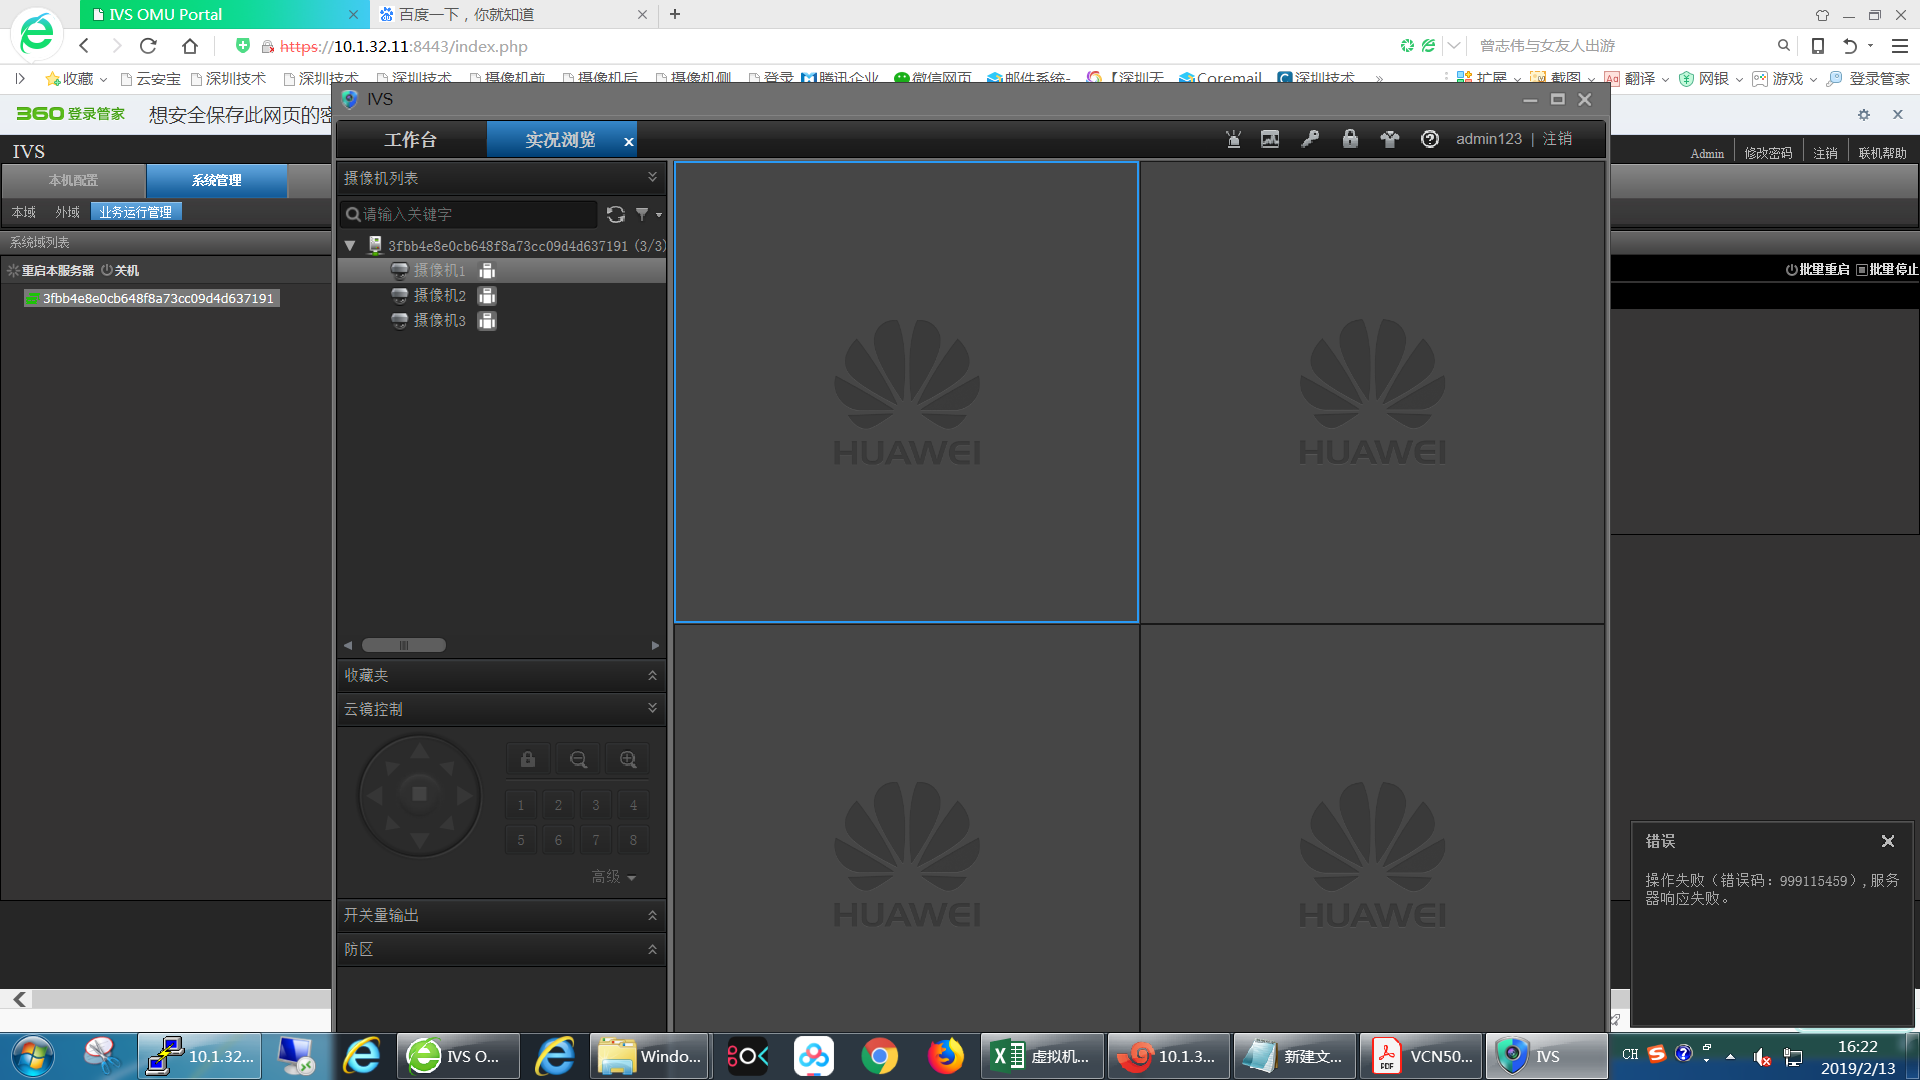 IVS OMU Portal
百度一下，你就知道
https://10.1.32.11:8443/index.php
曾志伟与女友人出游
收藏
云安宝
深圳技术
深圳技术
深圳技术
摄像机前
摄像机后
摄像机侧
登录
腾讯企业
微信网页
邮件系统-
【深圳天
Coremail
深圳技术
»
扩展
截图
翻译
网银
游戏
登录管家
360登录管家
想安全保存此网页的密
IVS
IVS
Admin
修改密码
注销
联机帮助
本机配置
系统管理
本域
外域
业务运行管理
系统域列表
重启本服务器
关机
批量重启
批量停止
3fbb4e8e0cb648f8a73cc09d4d637191
工作台
实况浏览
admin123 | 注销
摄像机列表
请输入关键字
3fbb4e8e0cb648f8a73cc09d4d637191 (3/3)
摄像机1
摄像机2
摄像机3
HUAWEI
HUAWEI
HUAWEI
HUAWEI
收藏夹
云镜控制
1
2
3
4
5
6
7
8
高级
开关量输出
防区
错误
操作失败（错误码：999115459）,服务
器响应失败。
10.1.32...
IVS O...
Windo...
虚拟机...
10.1.3...
新建文...
VCN50...
IVS
CH
16:22
2019/2/13